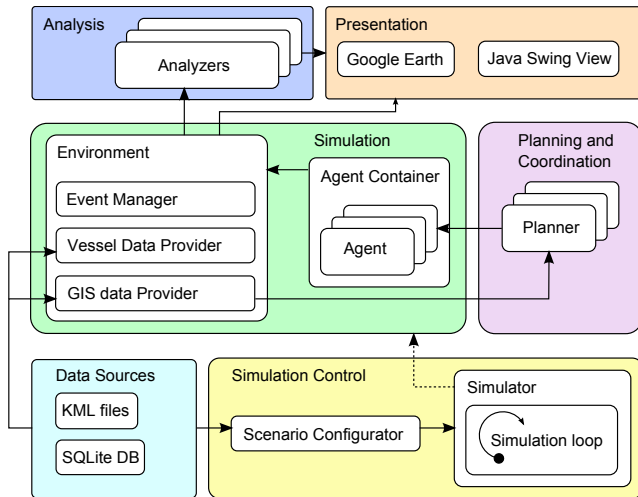 Analysis
Analyzers
Presentation
Google Earth
Java Swing View
Simulation
Environment
Event Manager
Vessel Data Provider
GIS data Provider
Agent Container
Agent
Planning and
Coordination
Planner
Data Sources
KML files
SQLite DB
Simulation Control
Scenario Configurator
Simulator
Simulation loop